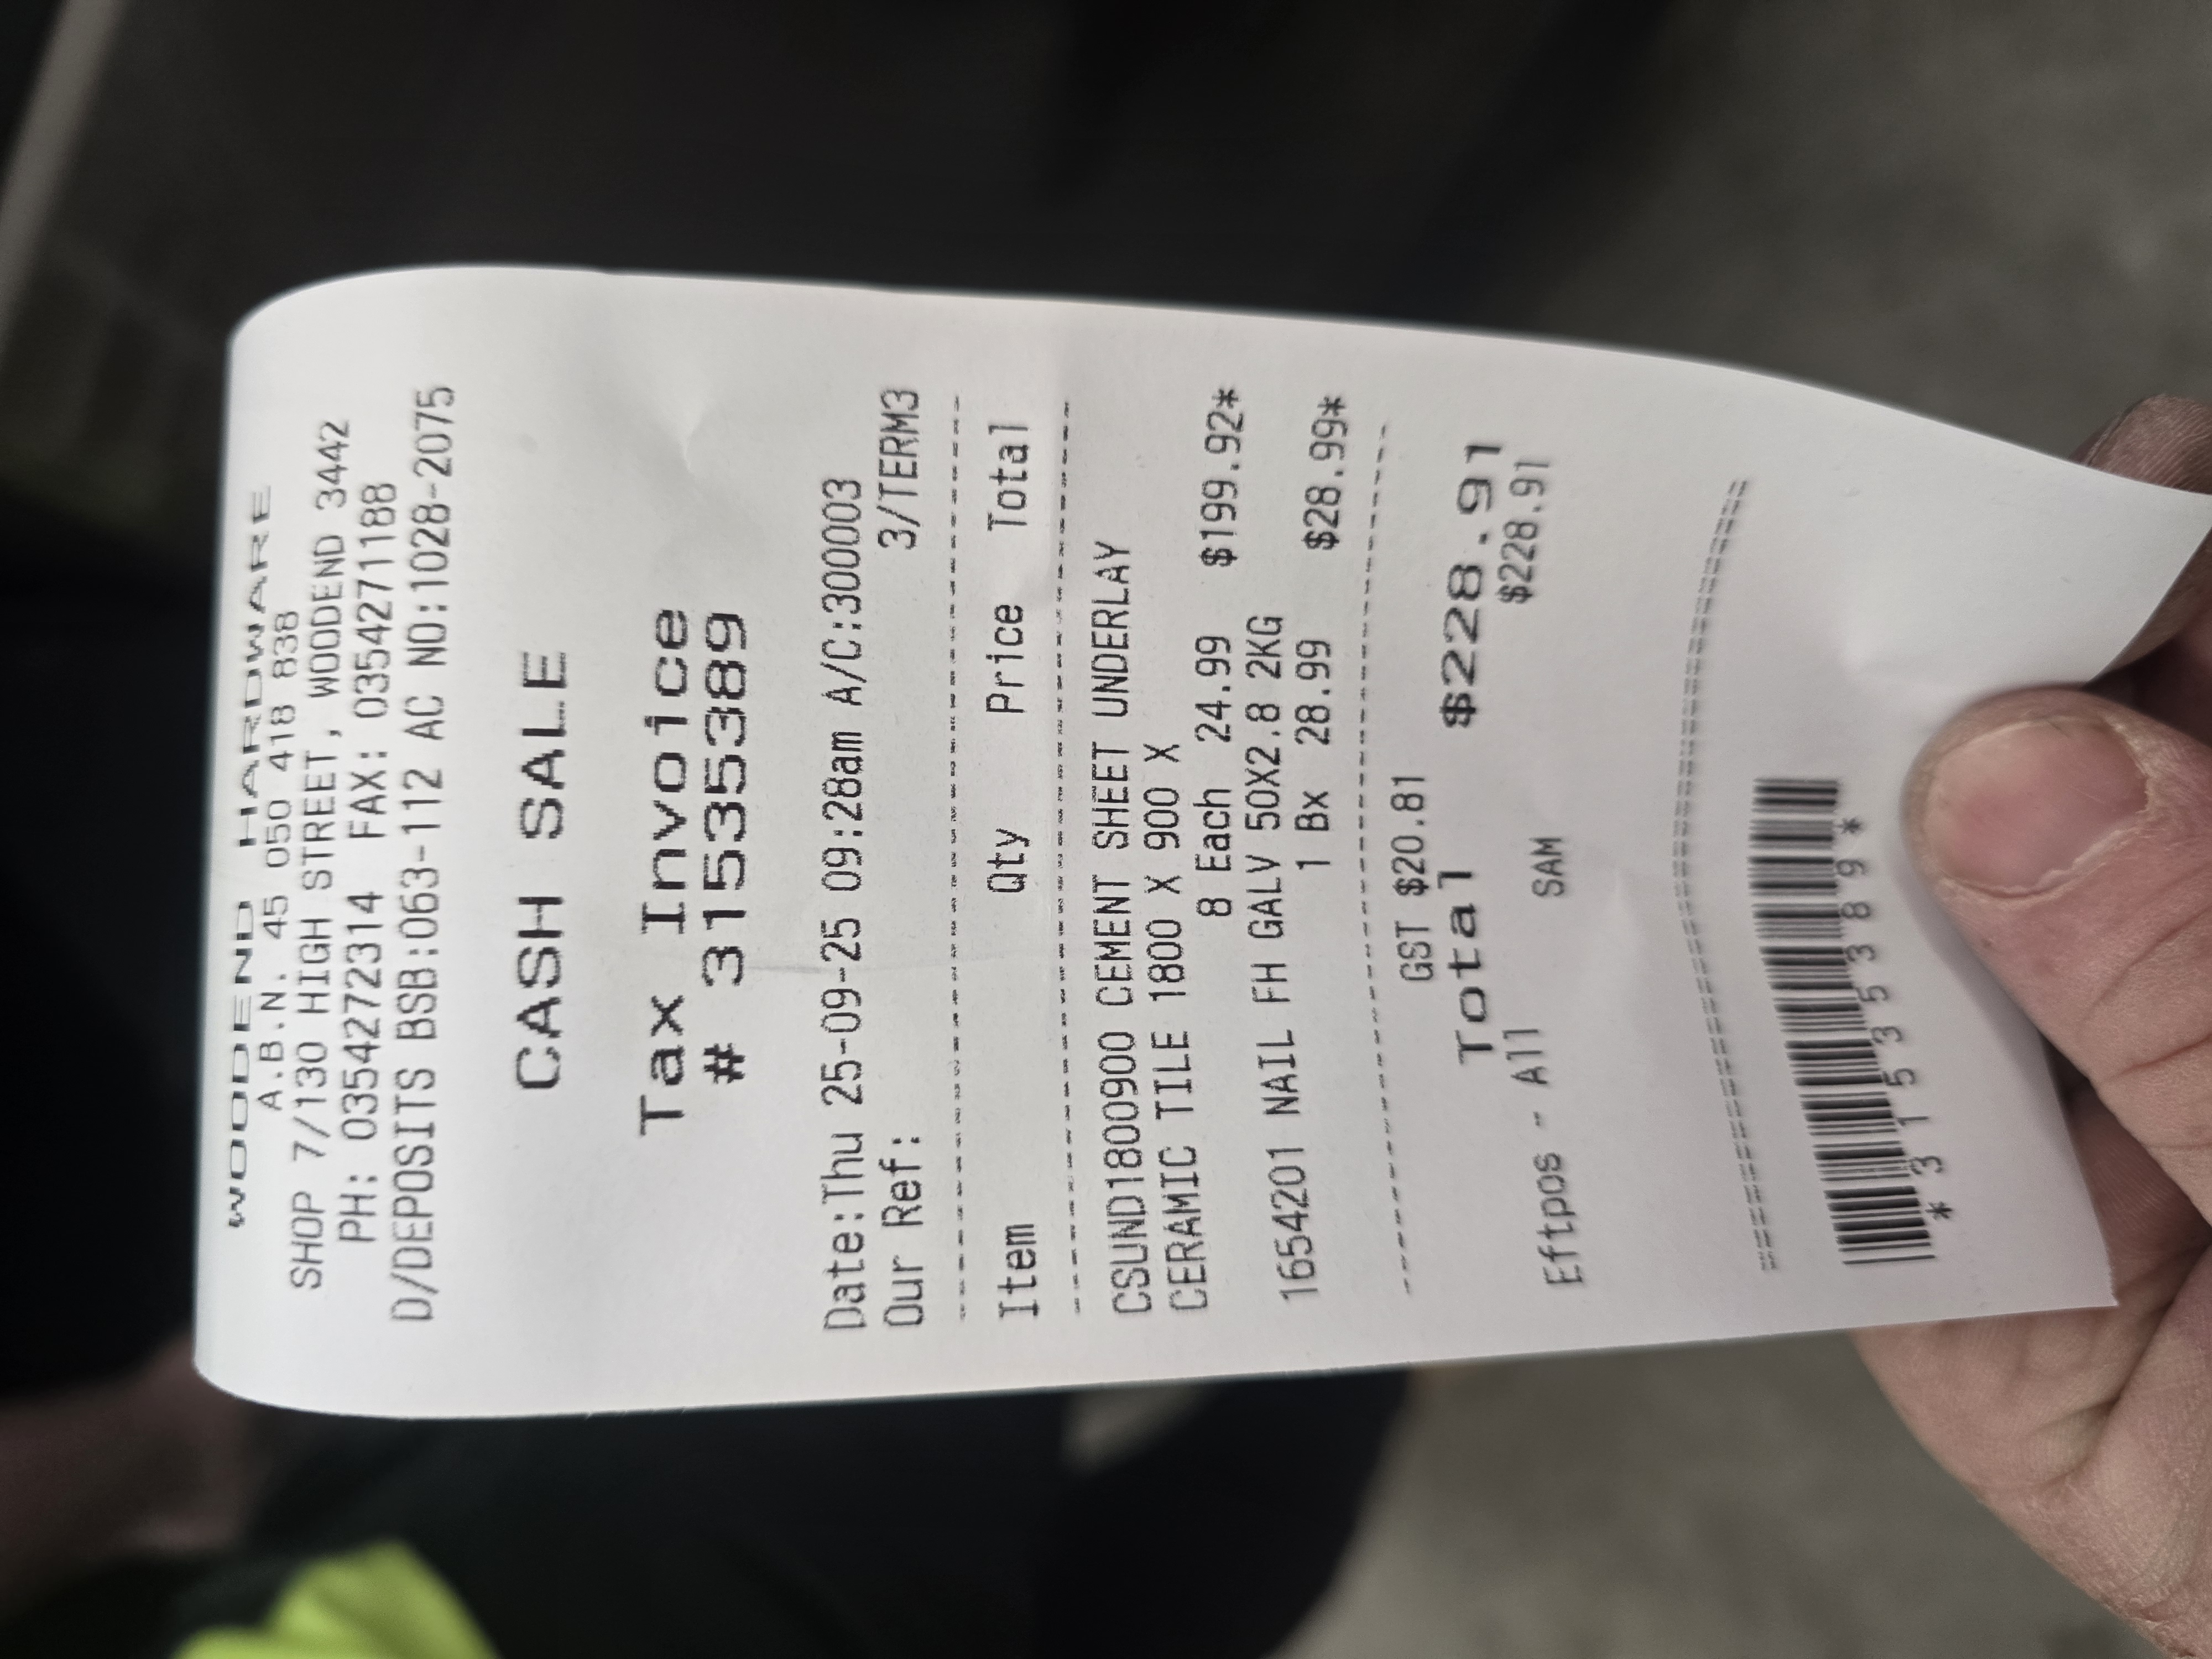 WOODEND HARDWARE
A.B.N. 45 050 418 838
SHOP 7/130 HIGH STREET, WOODEND 3442
PH: 0354272314 FAX: 0354271188
D/DEPOSITS BSB:063-112 AC NO:1028-2075
CASH SALE
Tax Invoice
# 31535389
Date:Thu 25-09-25 09:28am A/C:300003
Our Ref: 3/TERM3
Item Qty Price Total
CSUND1800900 CEMENT SHEET UNDERLAY
CERAMIC TILE 1800 X 900 X
8 Each 24.99 $199.92*
1654201 NAIL FH GALV 50X2.8 2KG
1 Bx 28.99 $28.99*
GST $20.81
Total $228.91
Eftpos - All $228.91
SAM
*31535389*